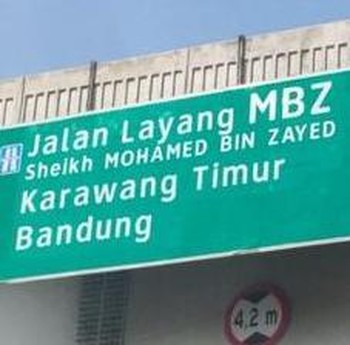 Jalan Layang MBZ
Sheikh MOHAMED BIN ZAYED
Karawang Timur
Bandung
4,2 m